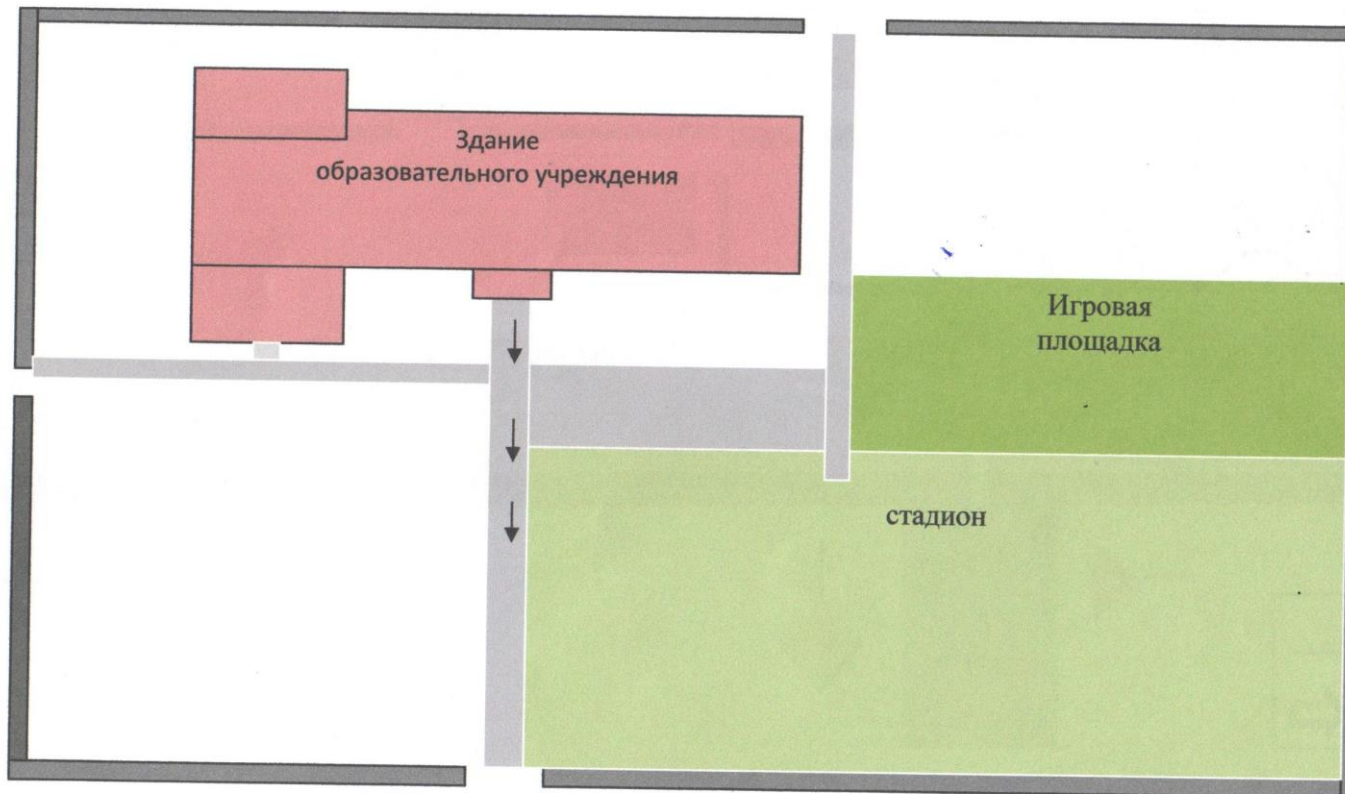 Здание
образовательного учреждения
Игровая
площадка
стадион